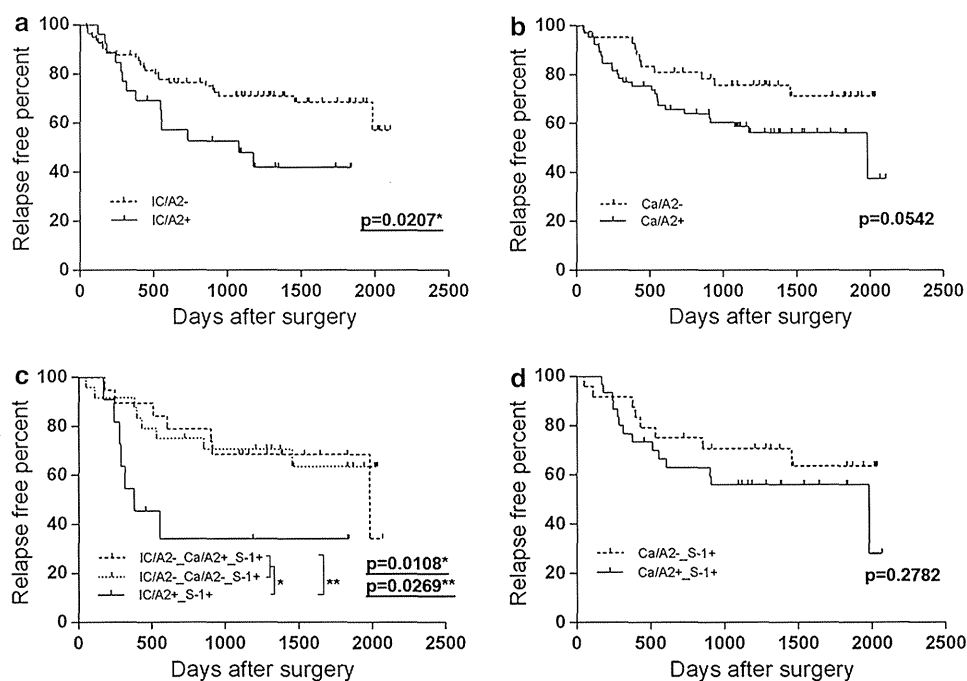 a
Relapse free percent
100
80
60
40
20
0
IC/A2-
IC/A2+
p=0.0207*
0 500 1000 1500 2000 2500
Days after surgery
b
Relapse free percent
100
80
60
40
20
0
Ca/A2-
Ca/A2+
p=0.0542
0 500 1000 1500 2000 2500
Days after surgery
c
Relapse free percent
100
80
60
40
20
0
IC/A2-_Ca/A2+_S-1+
IC/A2-_Ca/A2-_S-1+
IC/A2+_S-1+
*
**
p=0.0108*
p=0.0269**
0 500 1000 1500 2000 2500
Days after surgery
d
Relapse free percent
100
80
60
40
20
0
Ca/A2-_S-1+
Ca/A2+_S-1+
p=0.2782
0 500 1000 1500 2000 2500
Days after surgery